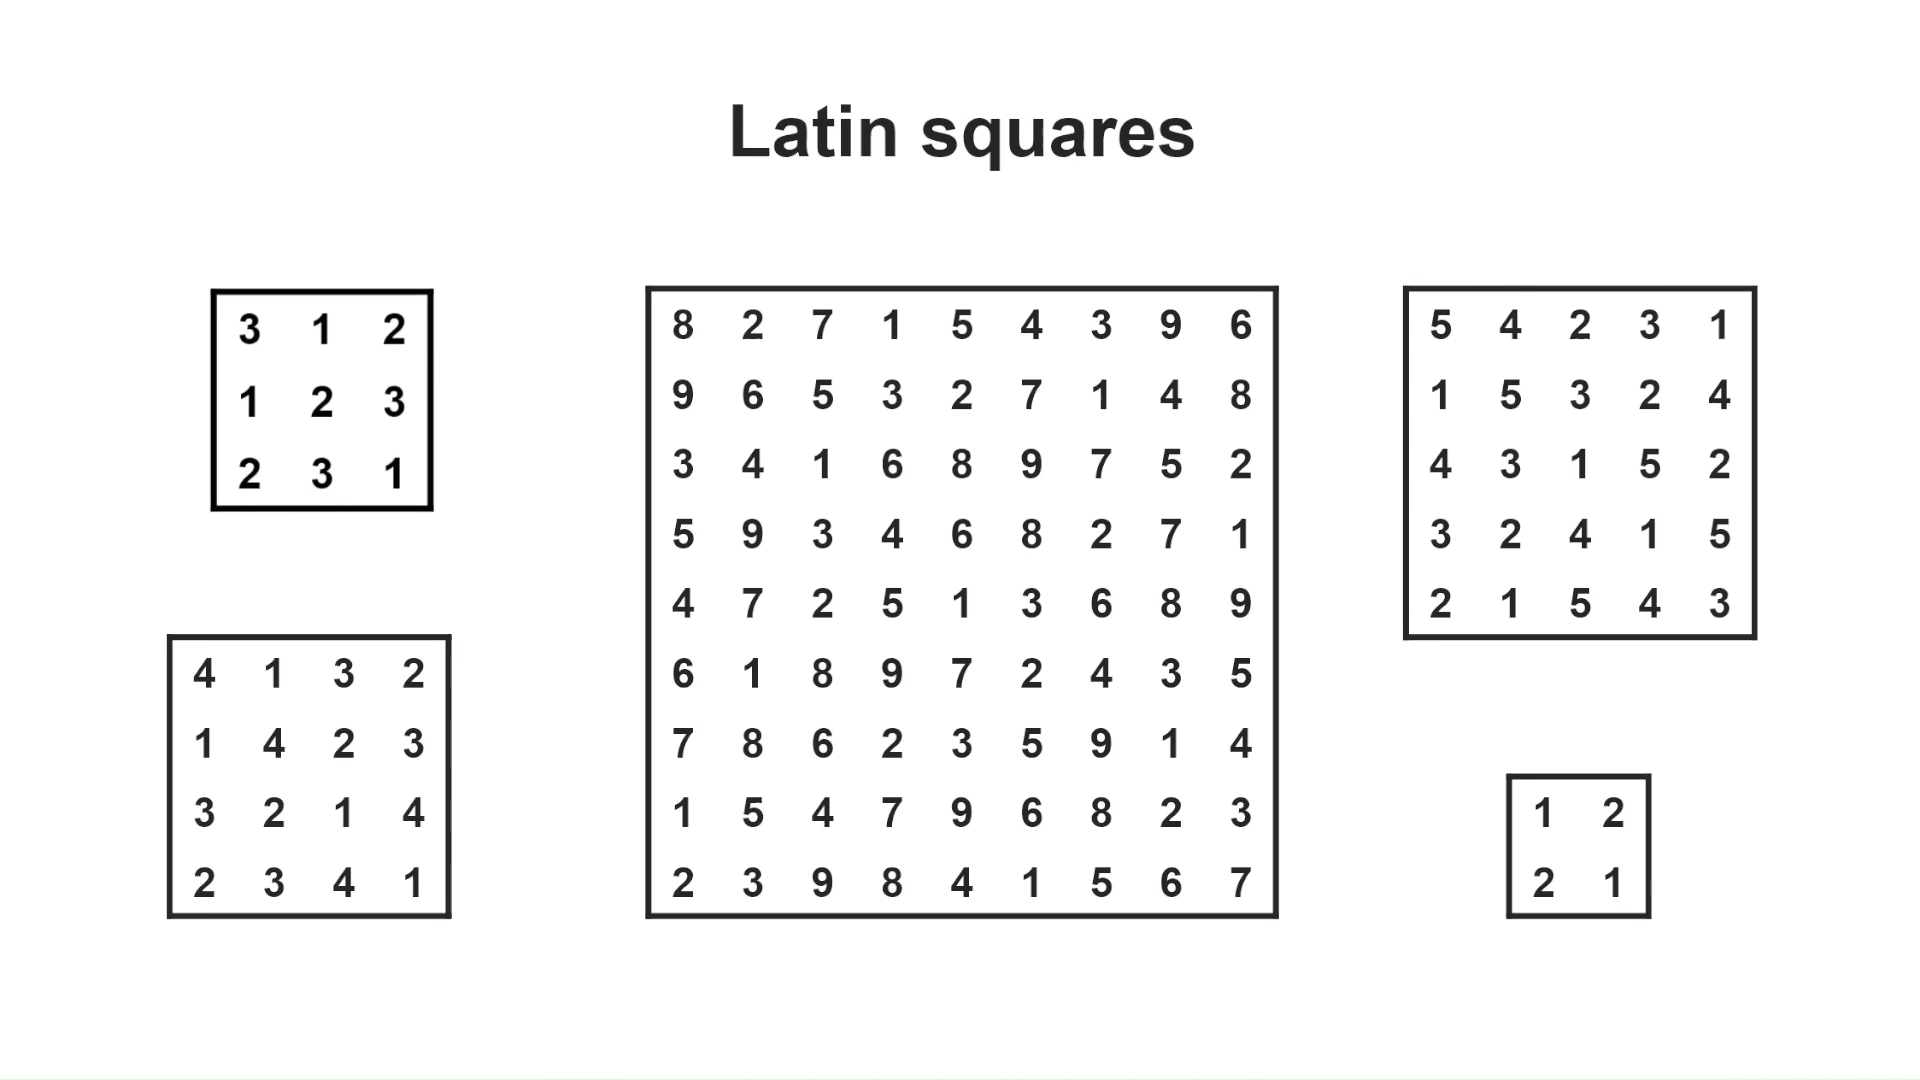 Latin squares
3 1 2
1 2 3
2 3 1
4 1 3 2
1 4 2 3
3 2 1 4
2 3 4 1
8 2 7 1 5 4 3 9 6
9 6 5 3 2 7 1 4 8
3 4 1 6 8 9 7 5 2
5 9 3 4 6 8 2 7 1
4 7 2 5 1 3 6 8 9
6 1 8 9 7 2 4 3 5
7 8 6 2 3 5 9 1 4
1 5 4 7 9 6 8 2 3
2 3 9 8 4 1 5 6 7
5 4 2 3 1
1 5 3 2 4
4 3 1 5 2
3 2 4 1 5
2 1 5 4 3
1 2
2 1